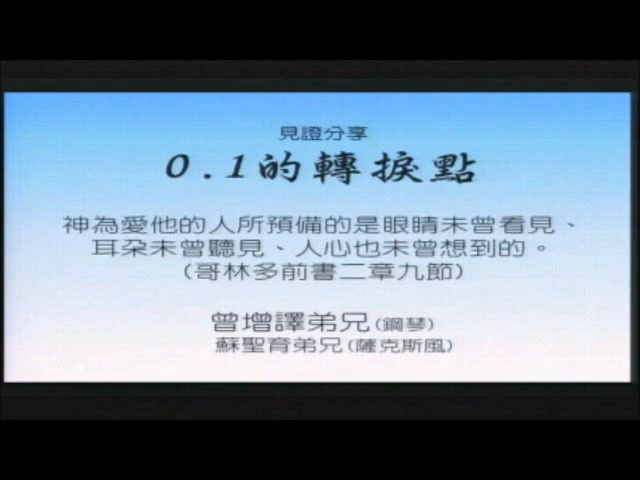 見證分享
0.1的轉捩點
神為愛他的人所預備的是眼睛未曾看見、
耳朵未曾聽見、人心也未曾想到的。
(哥林多前書二章九節)
曾增譯弟兄(鋼琴)
蘇聖育弟兄(薩克斯風)